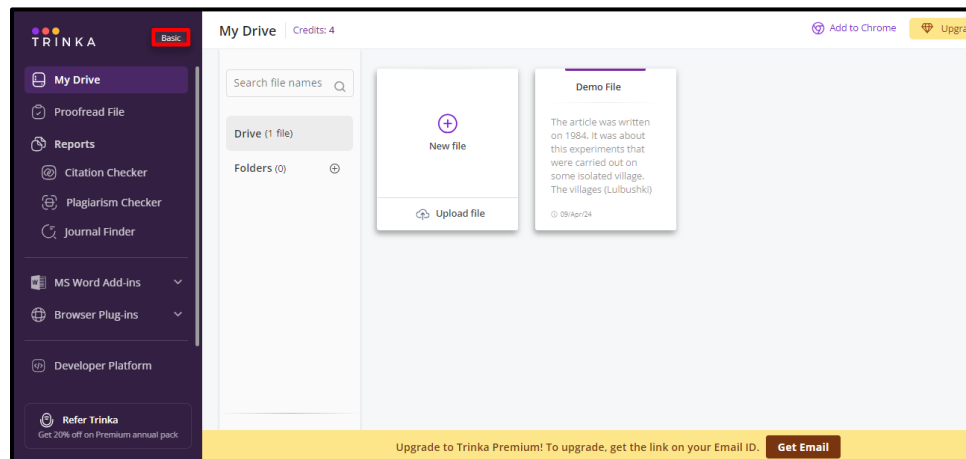 TRINKA
Basic
My Drive
Proofread File
Reports
Citation Checker
Plagiarism Checker
Journal Finder
MS Word Add-ins
Browser Plug-ins
Developer Platform
Refer Trinka
Get 20% off on Premium annual pack
My Drive
Credits: 4
Add to Chrome
Upgra
Search file names
Drive (1 file)
Folders (0)
New file
Upload file
Demo File
The article was written
on 1984. It was about
this experiments that
were carried out on
some isolated village.
The villages (Lulbushki)
09/Apr/24
Upgrade to Trinka Premium! To upgrade, get the link on your Email ID.
Get Email